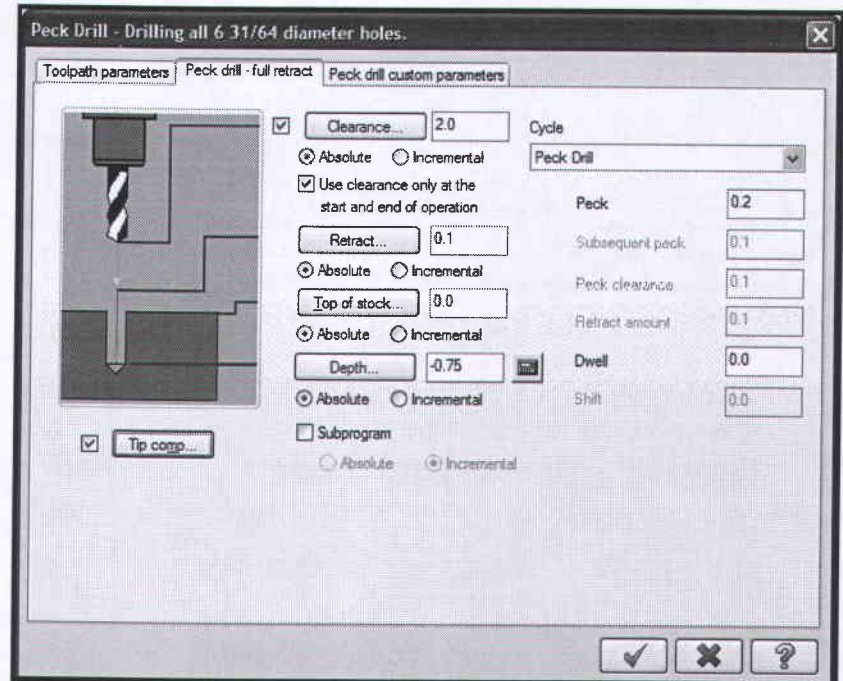 Peck Drill - Drilling all 6 31/64 diameter holes.
Toolpath parameters
Peck drill - full retract
Peck drill custom parameters
Clearance...
2.0
Absolute
Incremental
Use clearance only at the
start and end of operation
Retract...
0.1
Absolute
Incremental
Top of stock...
0.0
Absolute
Incremental
Depth...
-0.75
Absolute
Incremental
Subprogram
Absolute
Incremental
Tip comp...
Cycle
Peck Drill
Peck
0.2
Subsequent peck
0.1
Peck clearance
0.1
Retract amount
0.1
Dwell
0.0
Shift
0.0
?